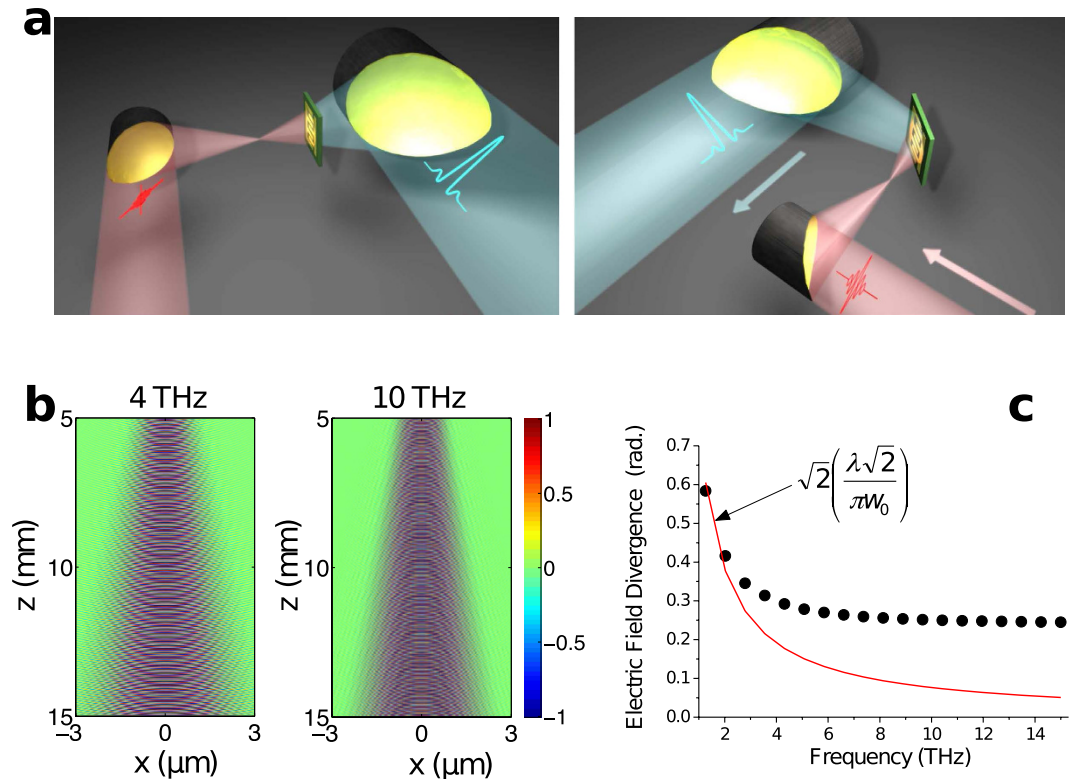 a
b
4 THz
10 THz
5
10
15
z (mm)
−3
0
3
x (µm)
5
10
15
z (mm)
−3
0
3
x (µm)
1
0.5
0
−0.5
−1
c
0.7
0.6
0.5
0.4
0.3
0.2
0.1
0.0
Electric Field Divergence (rad.)
√2(λ√2/πw₀)
2
4
6
8
10
12
14
Frequency (THz)